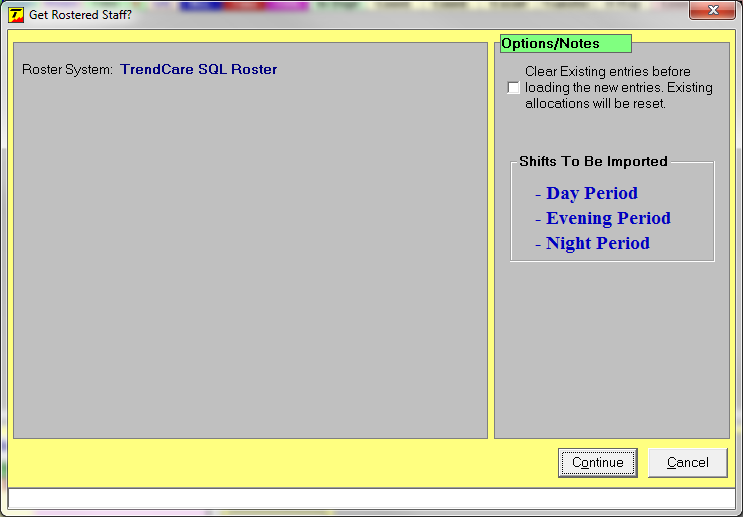 Get Rostered Staff?
Roster System: TrendCare SQL Roster
Options/Notes
Clear Existing entries before
loading the new entries. Existing
allocations will be reset.
Shifts To Be Imported
- Day Period
- Evening Period
- Night Period
Continue
Cancel